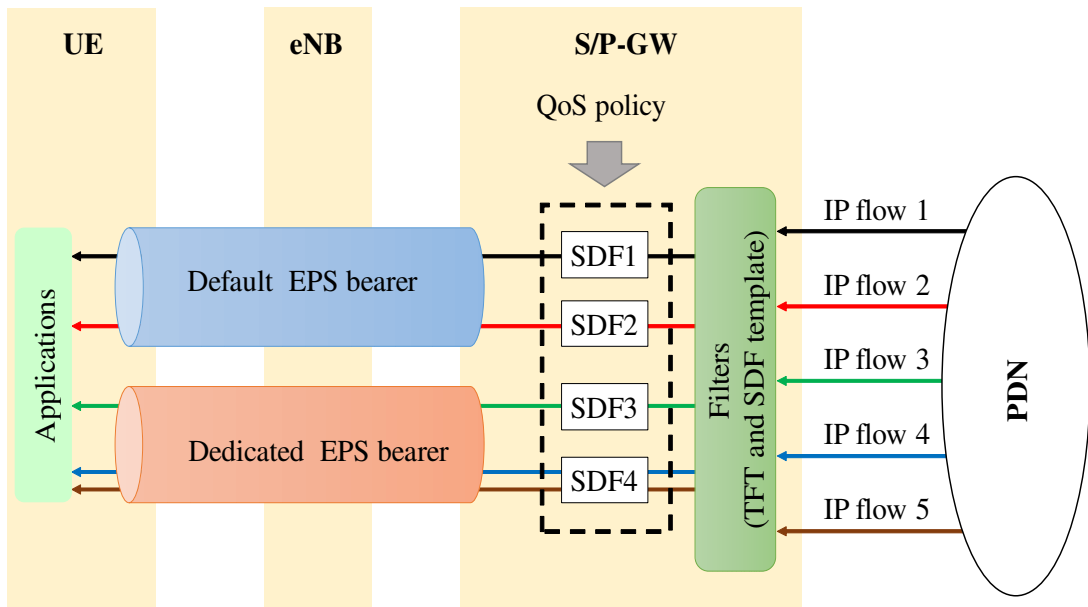 UE
eNB
S/P-GW
QoS policy
Applications
Default EPS bearer
Dedicated EPS bearer
SDF1
SDF2
SDF3
SDF4
Filters
(TFT and SDF template)
IP flow 1
IP flow 2
IP flow 3
IP flow 4
IP flow 5
PDN